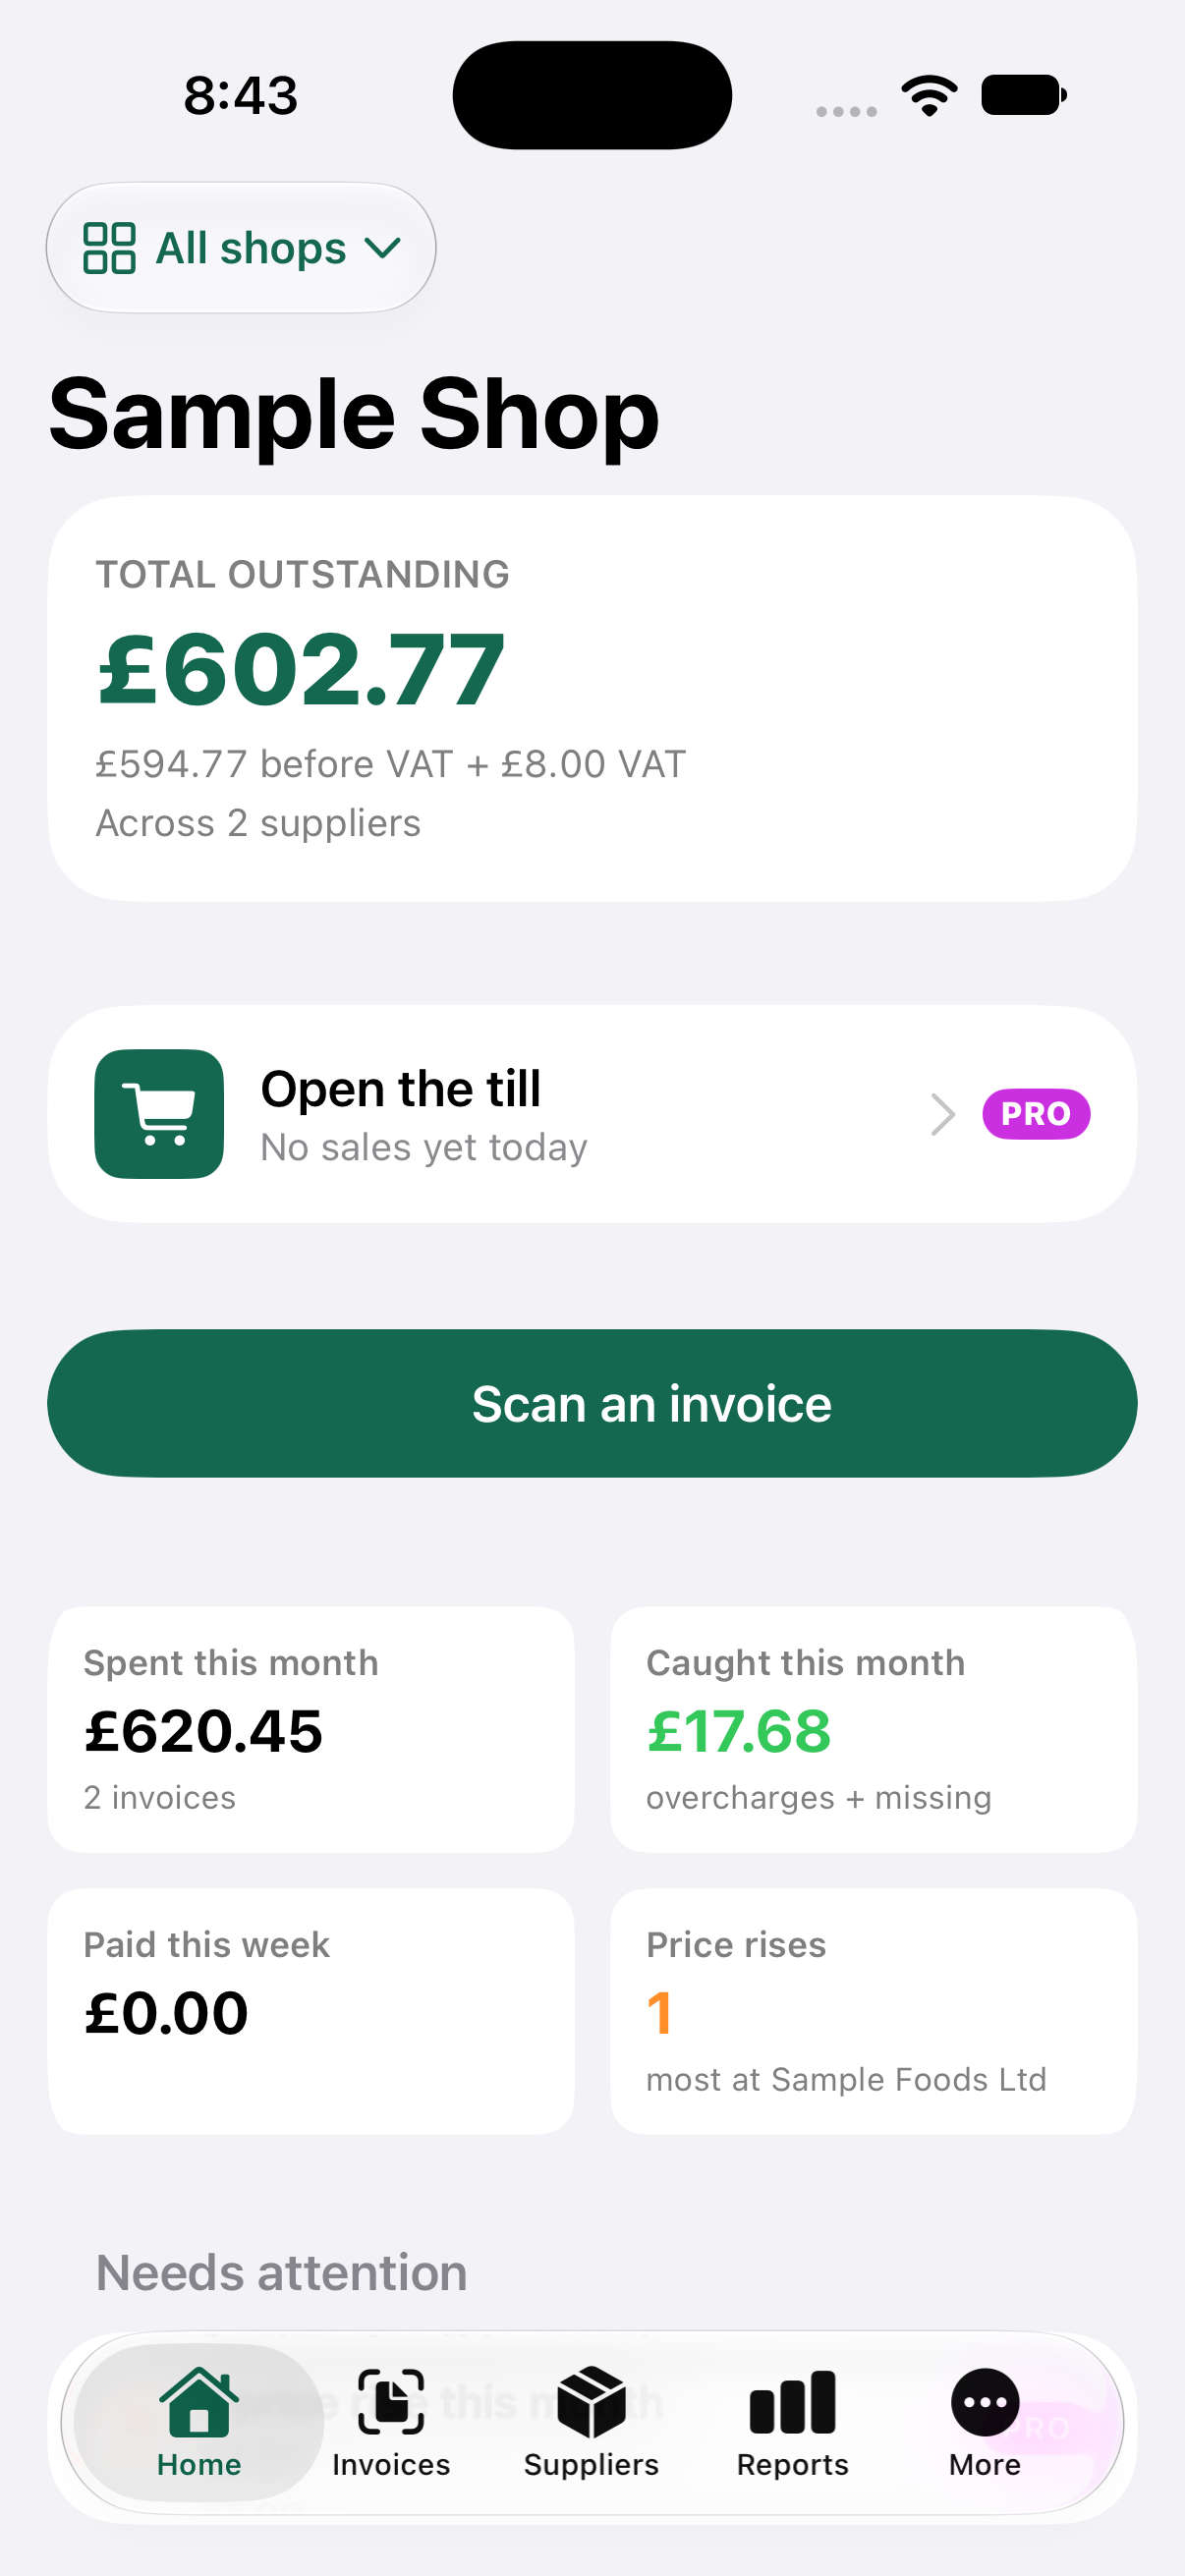 8:43
All shops
Sample Shop
TOTAL OUTSTANDING
£602.77
£594.77 before VAT + £8.00 VAT
Across 2 suppliers
Open the till
No sales yet today
PRO
Scan an invoice
Spent this month
£620.45
2 invoices
Caught this month
£17.68
overcharges + missing
Paid this week
£0.00
Price rises
1
most at Sample Foods Ltd
Needs attention
this month
PRO
Home
Invoices
Suppliers
Reports
More